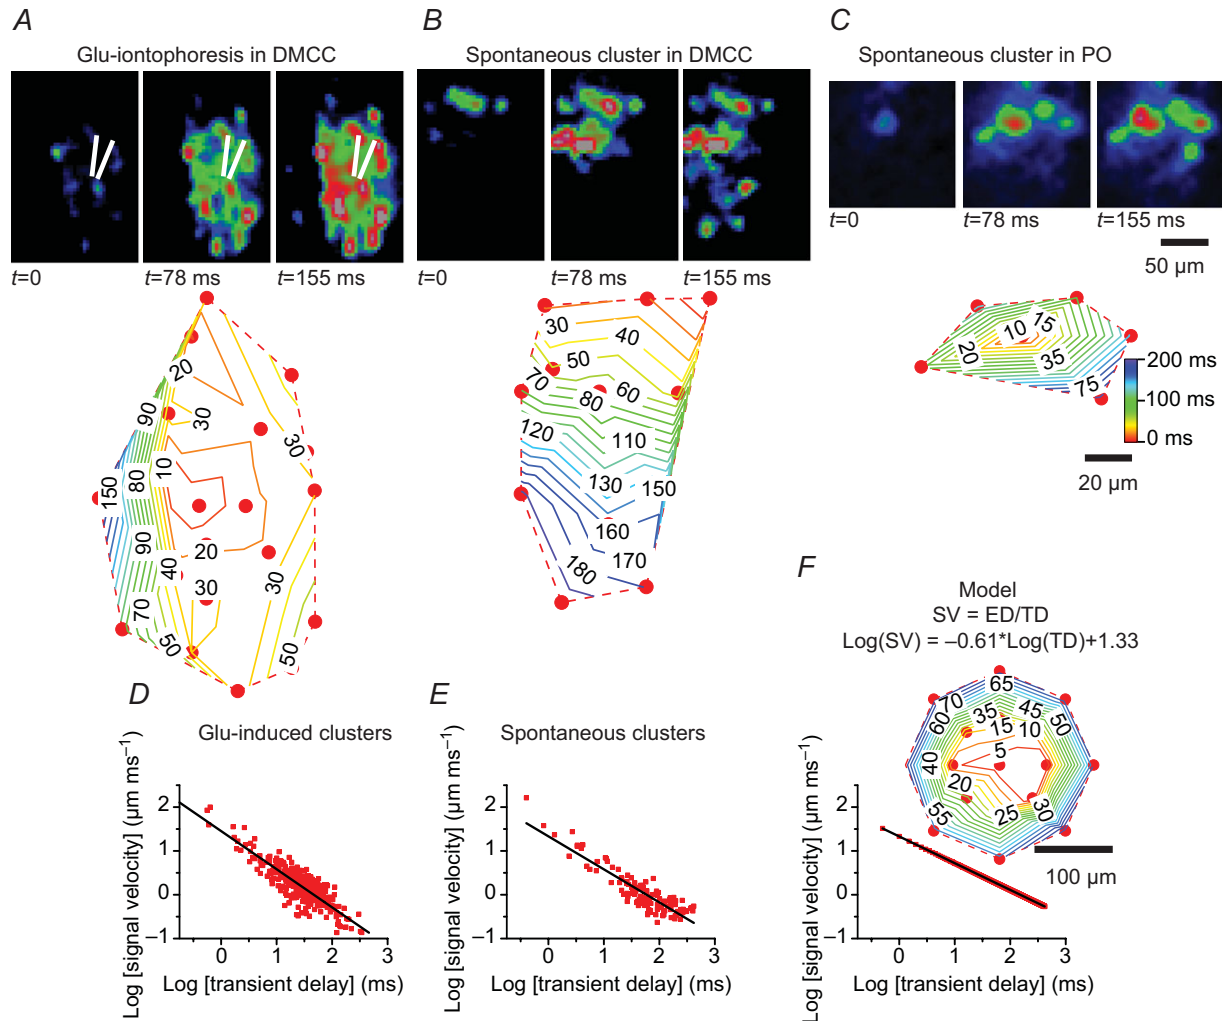 A
Glu-iontophoresis in DMCC
t=0
t=78 ms
t=155 ms
20
90
30
30
10
80
150
90
20
40
30
30
70
50
50
B
Spontaneous cluster in DMCC
t=0
t=78 ms
t=155 ms
30
40
50
70
60
80
120
110
130
150
160
170
180
C
Spontaneous cluster in PO
t=0
t=78 ms
t=155 ms
50 µm
10
15
20
35
75
200 ms
100 ms
0 ms
20 µm
D
Glu-induced clusters
Log [signal velocity] (µm ms⁻¹)
2
1
0
−1
0
1
2
3
Log [transient delay] (ms)
E
Spontaneous clusters
Log [signal velocity] (µm ms⁻¹)
2
1
0
−1
0
1
2
3
Log [transient delay] (ms)
F
Model
SV = ED/TD
Log(SV) = −0.61*Log(TD)+1.33
65
70
35
45
60
15
10
50
5
40
20
30
25
55
100 µm
Log [signal velocity] (µm ms⁻¹)
2
1
0
−1
0
1
2
3
Log [transient delay] (ms)